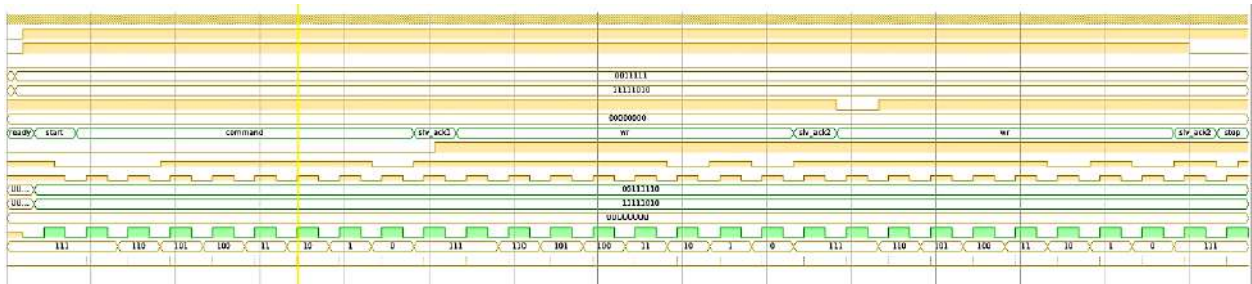 0011111
11111010
00000000
ready start command slv_ack1 wr slv_ack2 wr slv_ack2 stop
UU... 00111110
UU... 11111010
UUUUUUUU
111 110 101 100 11 10 1 0 111 110 101 100 11 10 1 0 111 110 101 100 11 10 1 0 111